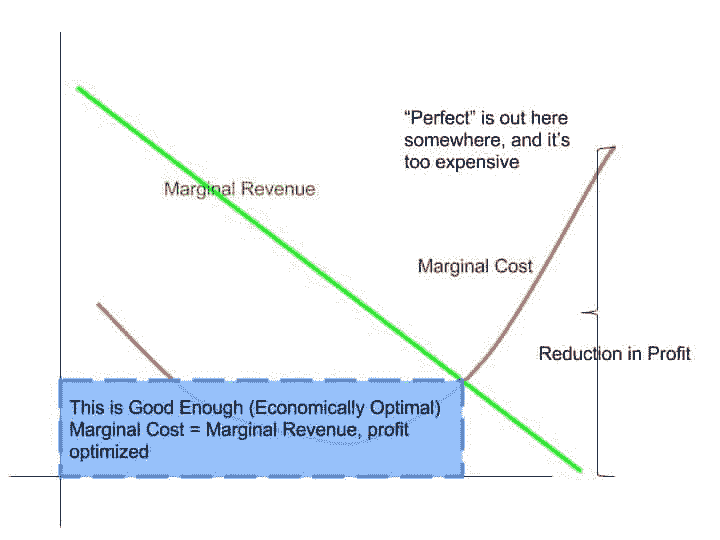 “Perfect” is out here
somewhere, and it’s
too expensive
Marginal Revenue
Marginal Cost
Reduction in Profit
This is Good Enough (Economically Optimal)
Marginal Cost = Marginal Revenue, profit
optimized